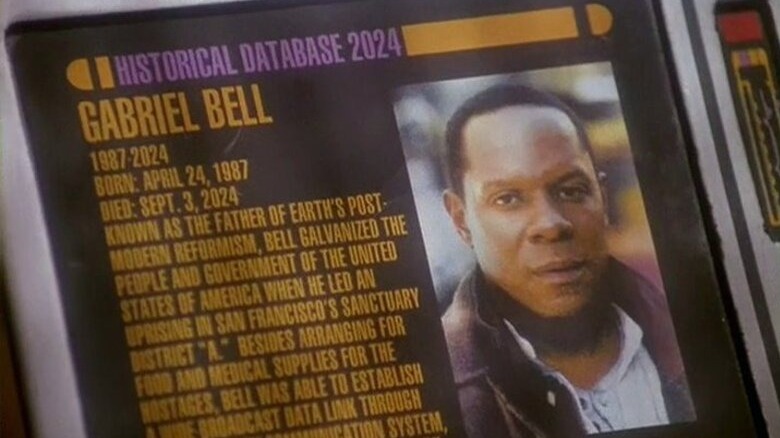 HISTORICAL DATABASE 2024
GABRIEL BELL
1987-2024
BORN: APRIL 24, 1987
DIED: SEPT. 3, 2024
KNOWN AS THE FATHER OF EARTH'S POST-
MODERN REFORMISM, BELL GALVANIZED THE
PEOPLE AND GOVERNMENT OF THE UNITED
STATES OF AMERICA WHEN HE LED AN
UPRISING IN SAN FRANCISCO'S SANCTUARY
DISTRICT "A." BESIDES ARRANGING FOR
FOOD AND MEDICAL SUPPLIES FOR THE
HOSTAGES, BELL WAS ABLE TO ESTABLISH
A WIDE BROADCAST DATA LINK THROUGH
COMMUNICATION SYSTEM,